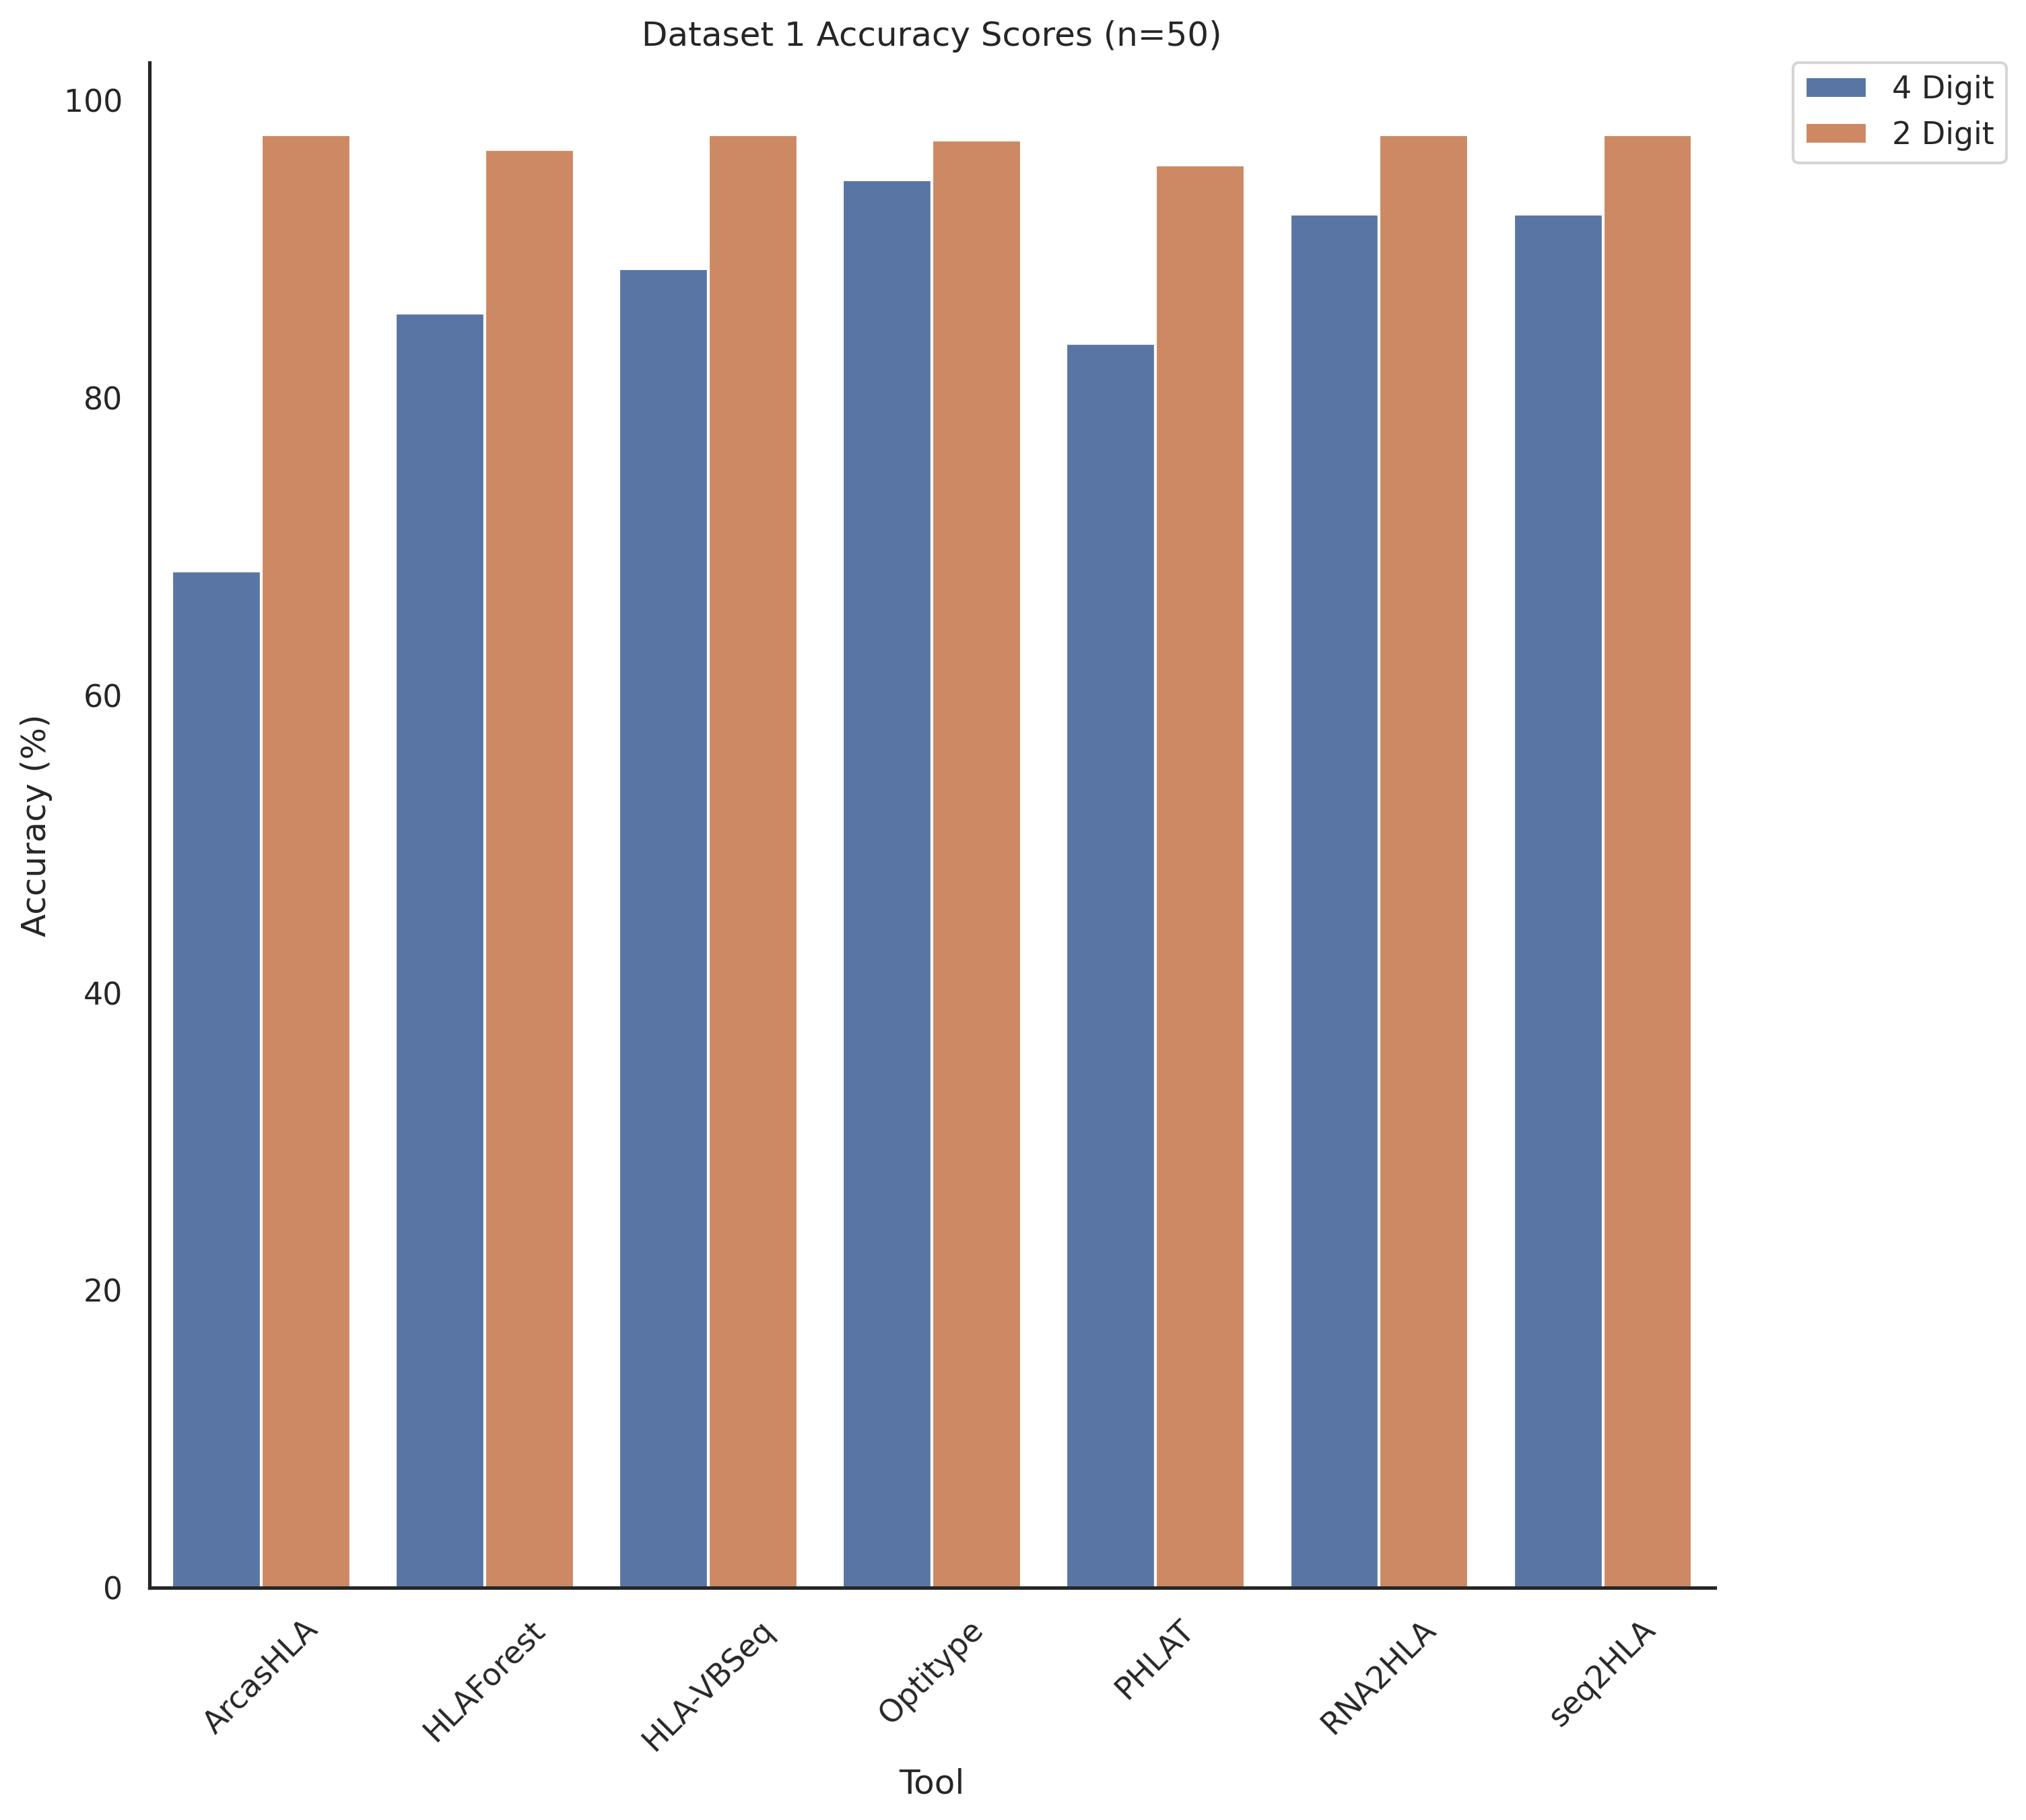 Dataset 1 Accuracy Scores (n=50)
4 Digit
2 Digit
Accuracy (%)
100
80
60
40
20
0
ArcasHLA
HLAForest
HLA-VBSeq
Optitype
PHLAT
RNA2HLA
seq2HLA
Tool